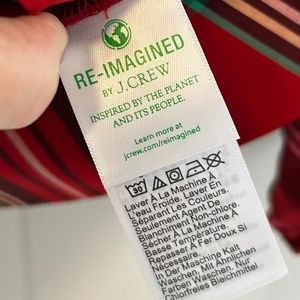 RE-IMAGINED
BY J.CREW
INSPIRED BY THE PLANET
AND ITS PEOPLE.
Learn more at
jcrew.com/reimagined
30
Laver À La Machine À
L'eau Froide. Laver En
Séparant Les Couleurs.
Seulement Agent De
Blanchiment Non-chlore.
Sécher À La Machine À
Basse Température.
Repasser À Fer Doux Si
Nécessaire.
In Der Maschine Kalt
Waschen, Mit Ähnlichen
Farben Waschen, Nur
Chlorfreies Bleichmittel